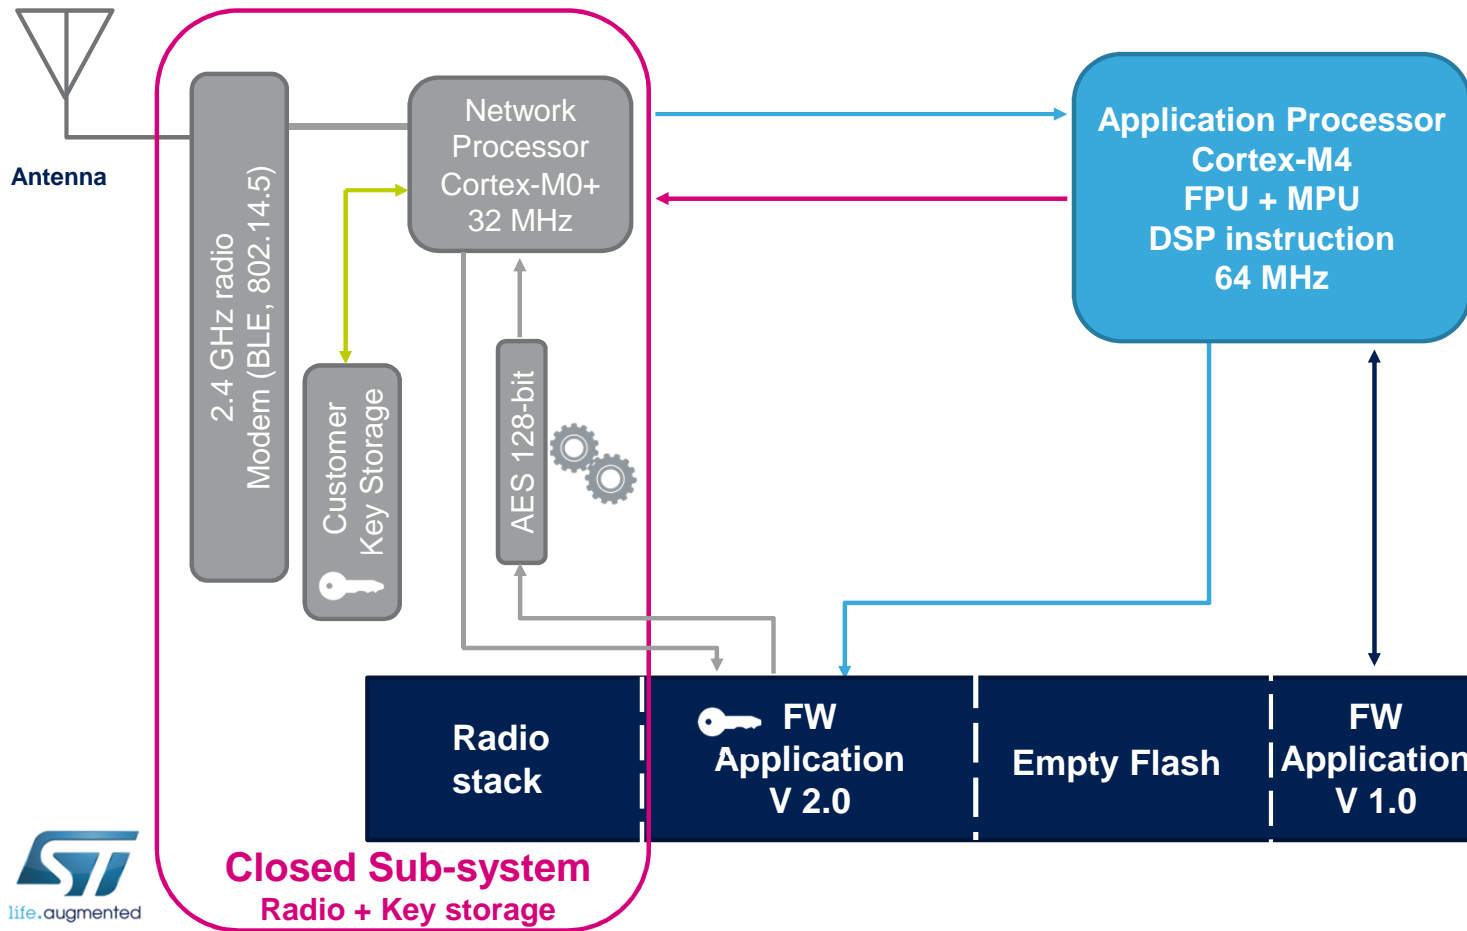 Antenna
2.4 GHz radio
Modem (BLE, 802.14.5)
Network
Processor
Cortex-M0+
32 MHz
Customer
Key Storage
AES 128-bit
Application Processor
Cortex-M4
FPU + MPU
DSP instruction
64 MHz
Radio
stack
FW
Application
V 2.0
Empty Flash
FW
Application
V 1.0
Closed Sub-system
Radio + Key storage
ST
life.augmented